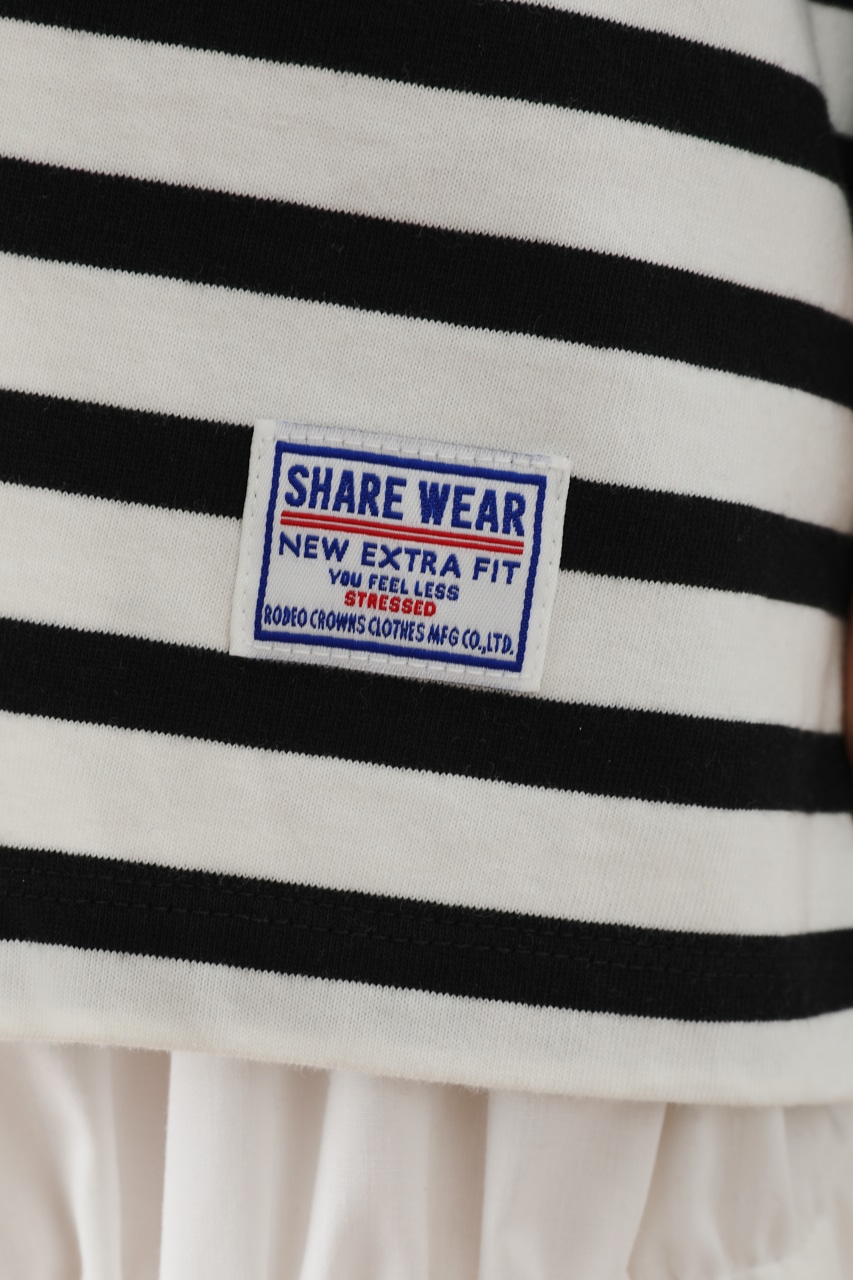 SHARE WEAR
NEW EXTRA FIT
YOU FEEL LESS
STRESSED
RODEO CROWNS CLOTHES MFG CO.,LTD.